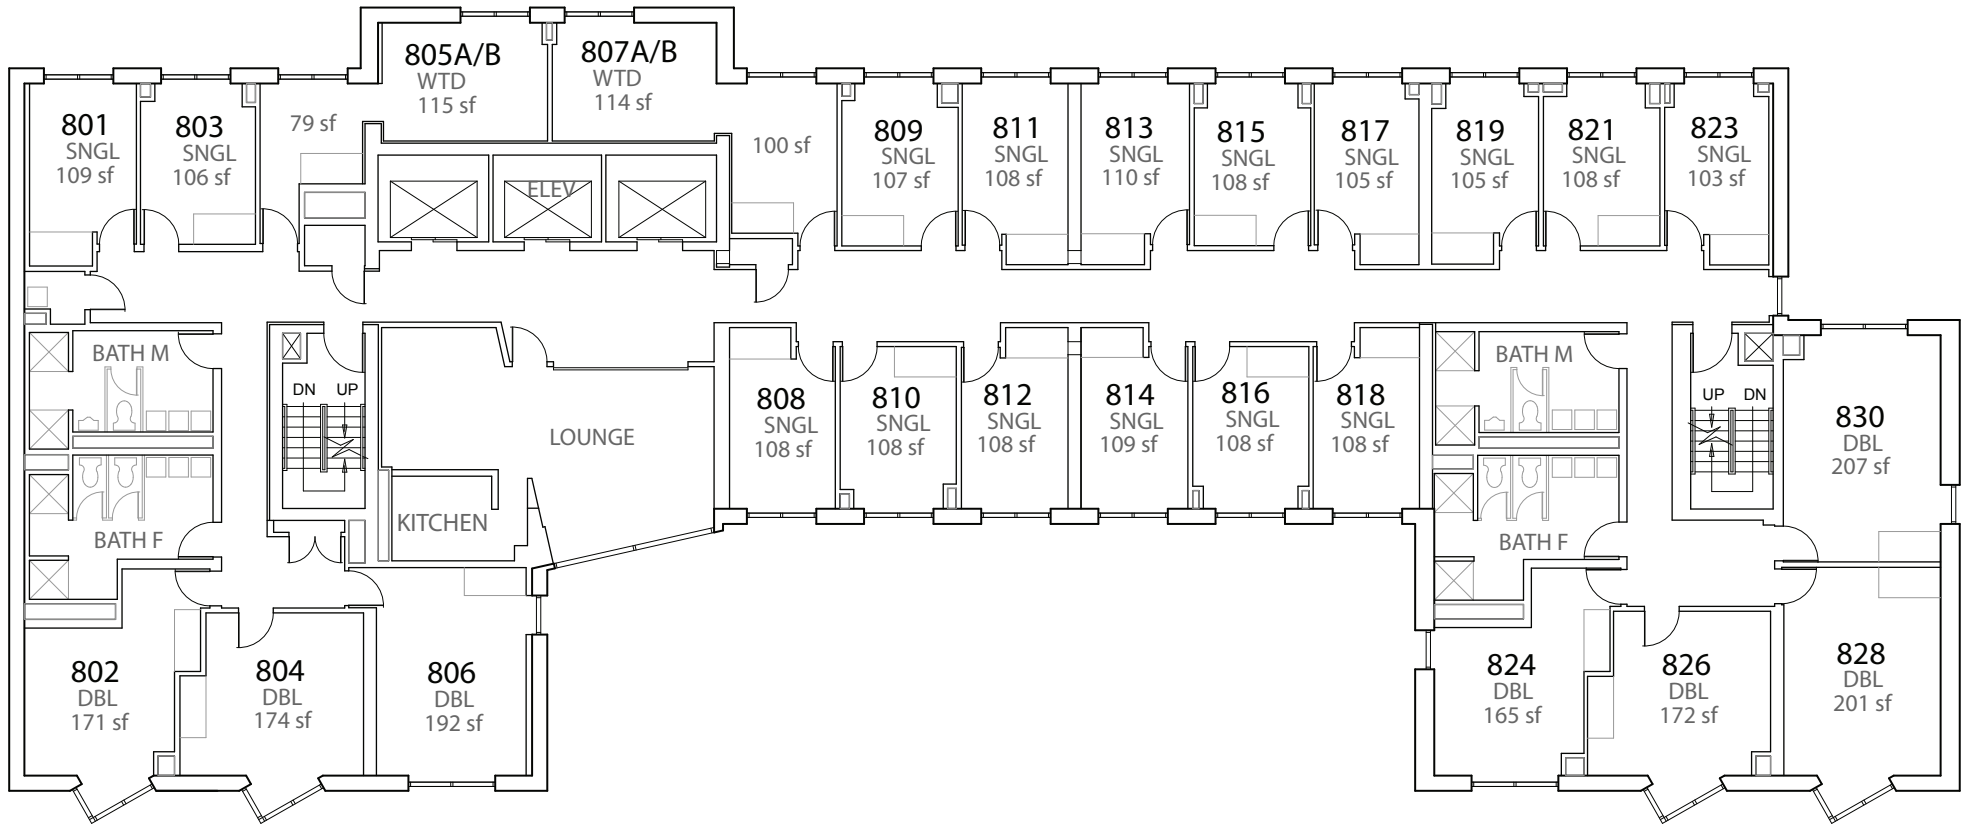 805A/B
WTD
115 sf
807A/B
WTD
114 sf
801
SNGL
109 sf
803
SNGL
106 sf
79 sf
100 sf
809
SNGL
107 sf
811
SNGL
108 sf
813
SNGL
110 sf
815
SNGL
108 sf
817
SNGL
105 sf
819
SNGL
105 sf
821
SNGL
108 sf
823
SNGL
103 sf
ELEV
BATH M
DN
UP
LOUNGE
KITCHEN
BATH F
808
SNGL
108 sf
810
SNGL
108 sf
812
SNGL
108 sf
814
SNGL
109 sf
816
SNGL
108 sf
818
SNGL
108 sf
BATH M
BATH F
UP
DN
830
DBL
207 sf
802
DBL
171 sf
804
DBL
174 sf
806
DBL
192 sf
824
DBL
165 sf
826
DBL
172 sf
828
DBL
201 sf